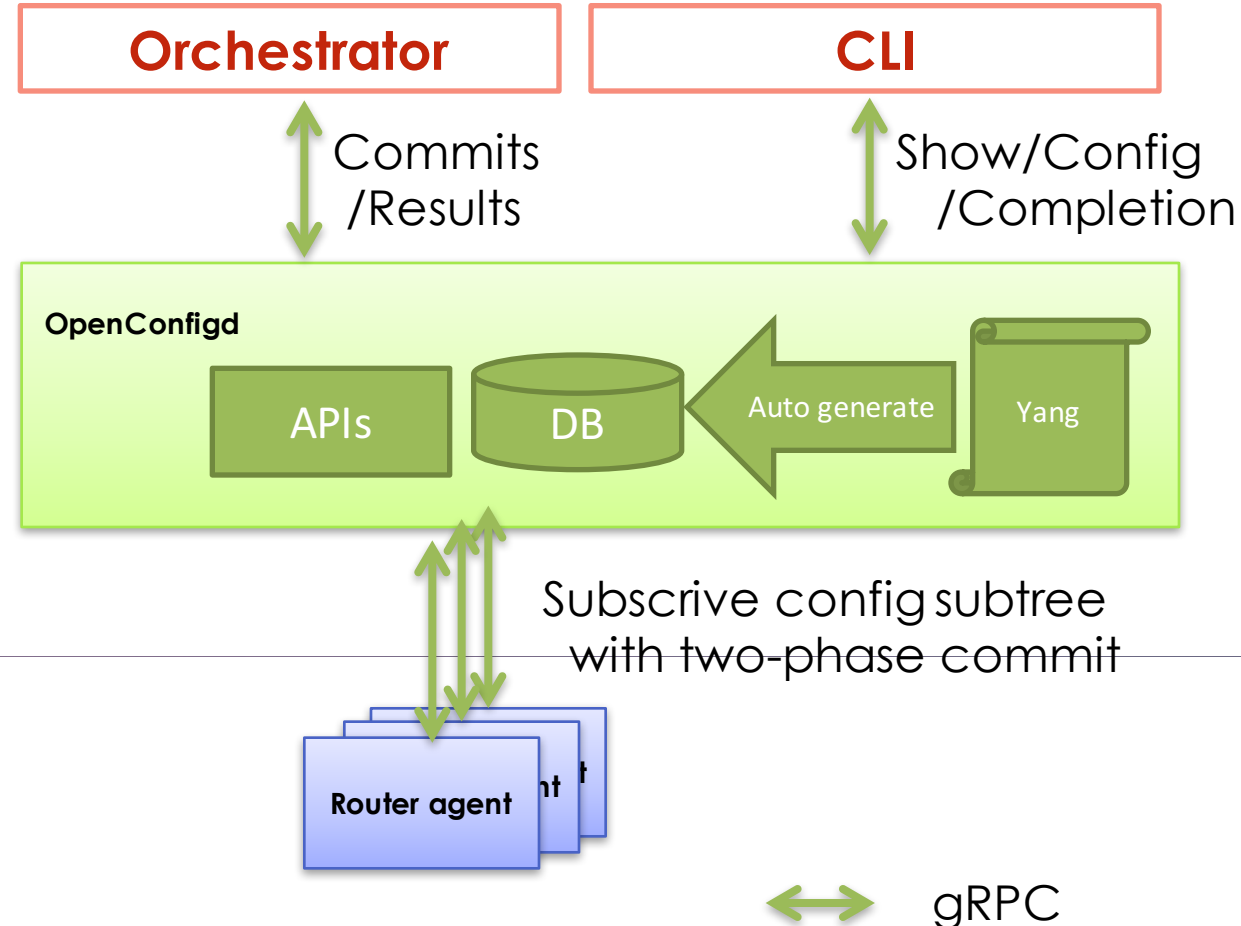 Orchestrator
CLI
Commits
/Results
Show/Config
/Completion
OpenConfigd
APIs
DB
Auto generate
Yang
Subscrive config subtree
with two-phase commit
t
nt
Router agent
gRPC